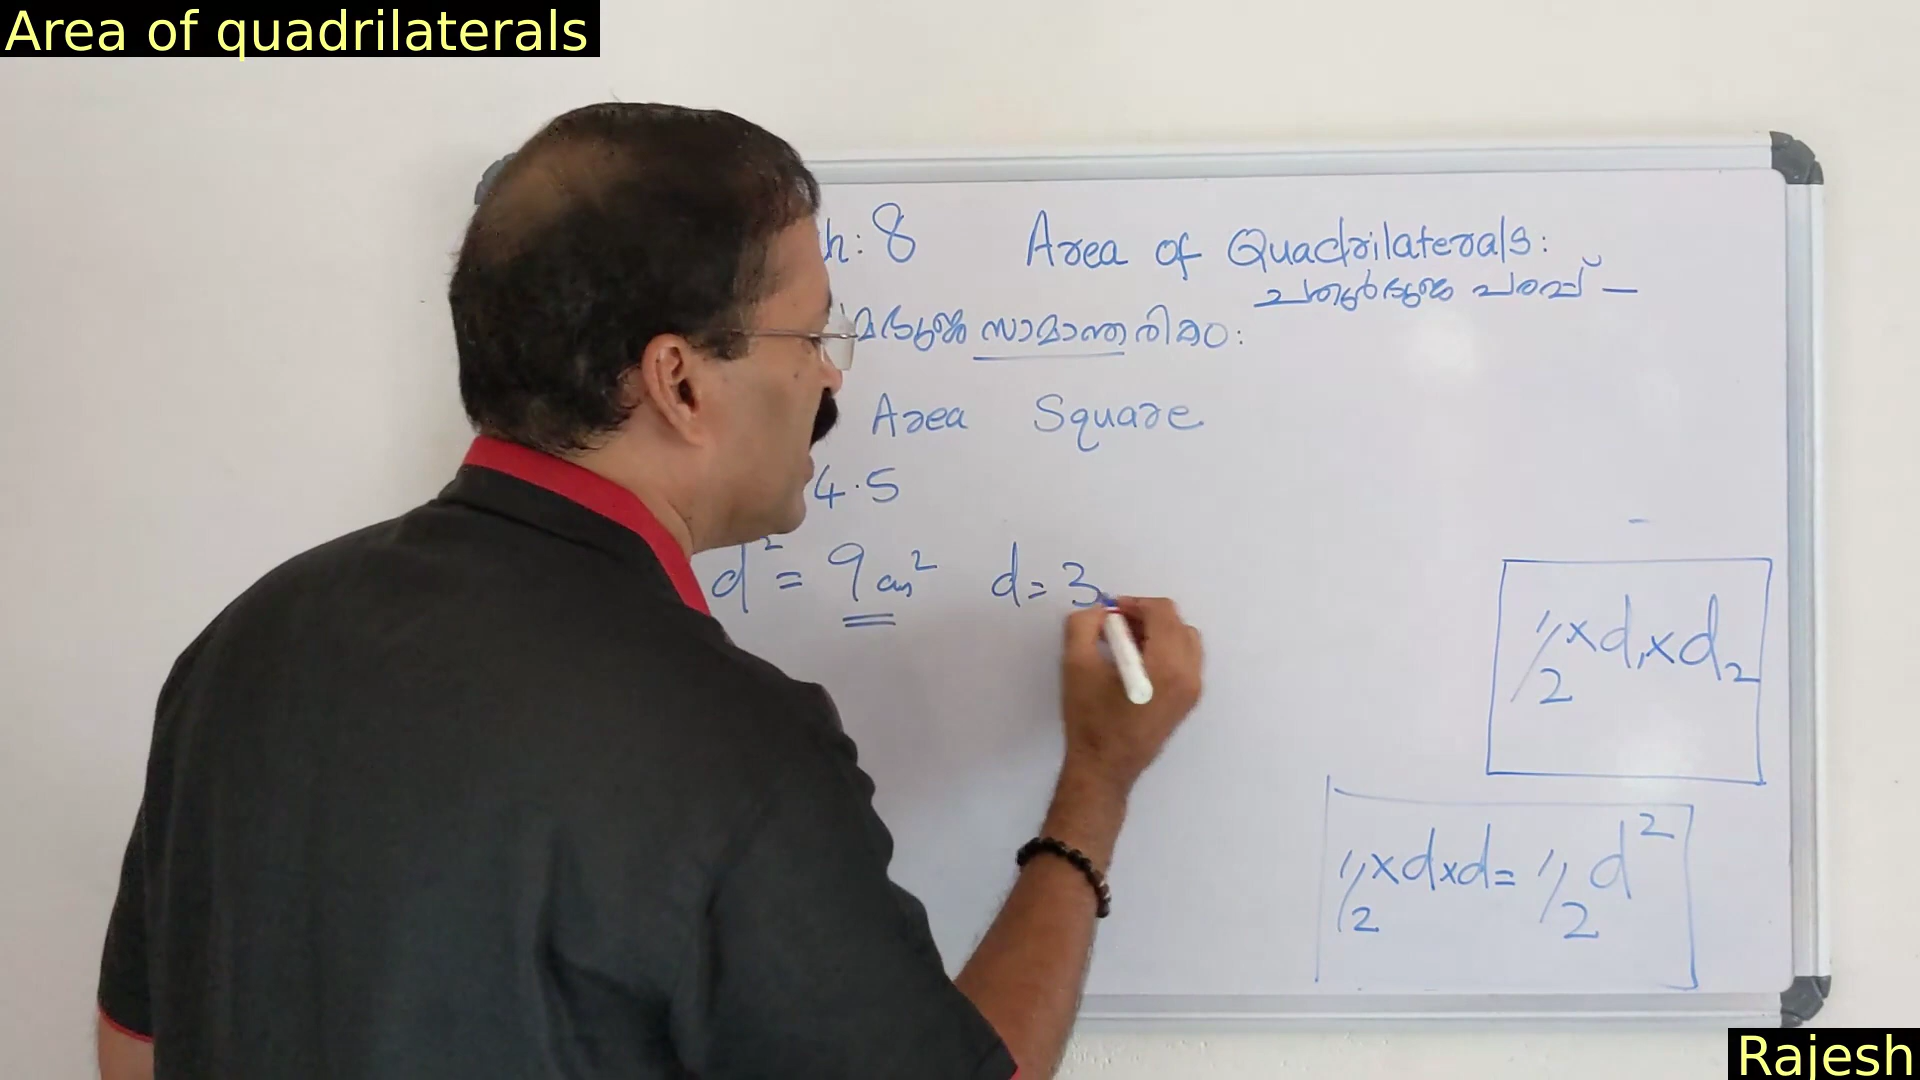 Area of quadrilaterals
h: 8 Area of Quadrilaterals:
ചതുർഭുജ പരപ്പ് —
മഭുജ സാമാന്തരികം:
Area Square
4.5
d² = 9 cm² d = 3
1/2 × d₁ × d₂
1/2 × d × d = 1/2 d²
Rajesh